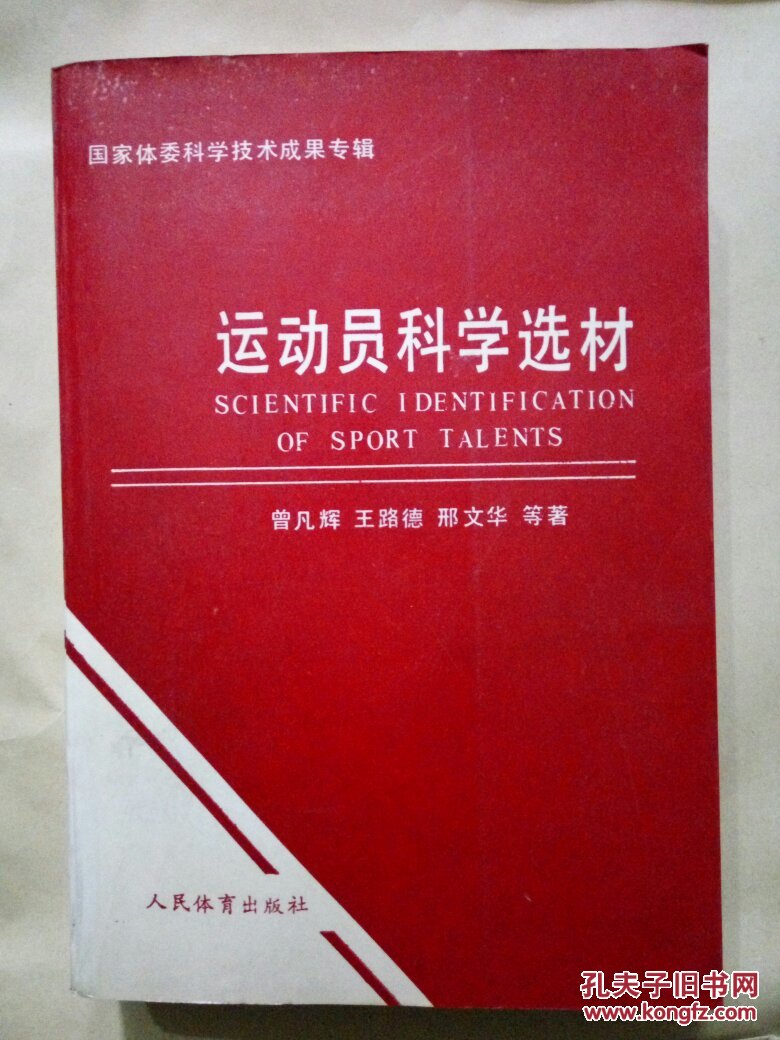 国家体委科学技术成果专辑
运动员科学选材
SCIENTIFIC IDENTIFICATION
OF SPORT TALENTS
曾凡辉 王路德 邢文华 等著
人民体育出版社
孔夫子旧书网
www.kongfz.com